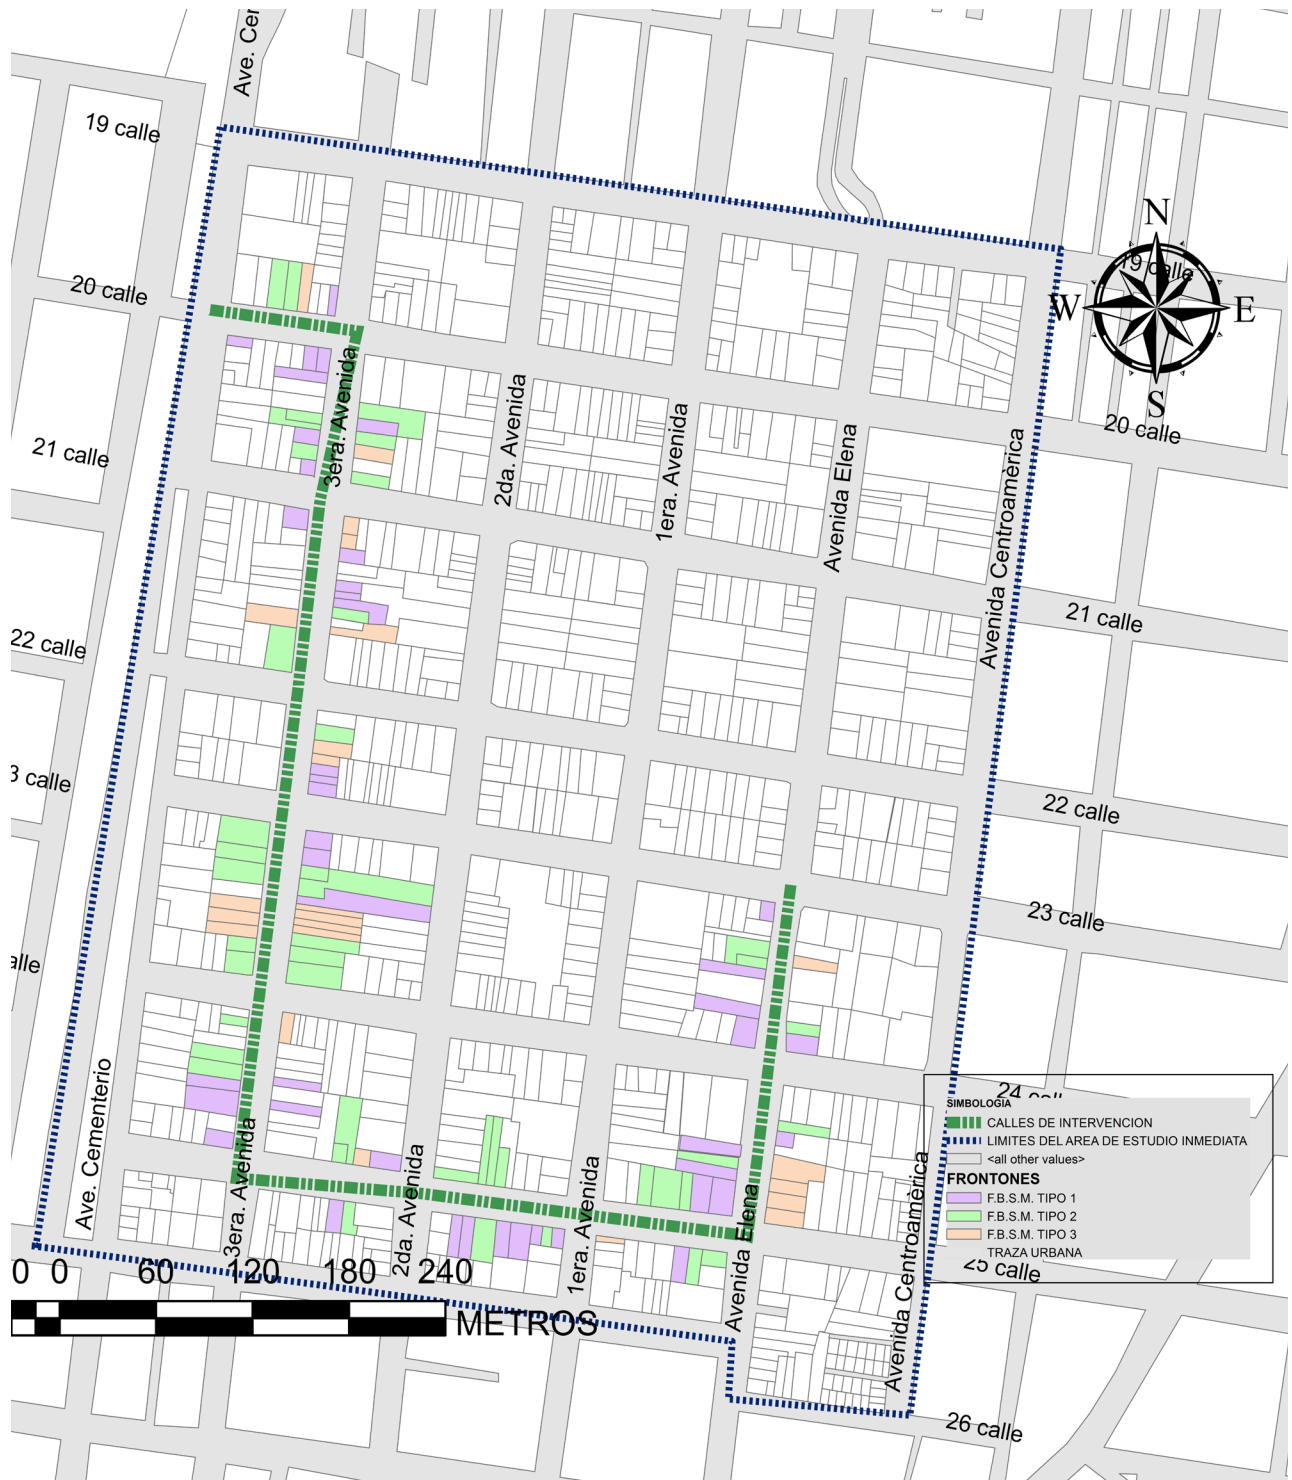 Ave. Cer
19 calle
N
19 calle
W
E
S
20 calle
20 calle
3era. Avenida
2da. Avenida
1era. Avenida
Avenida Elena
Avenida Centroamèrica
21 calle
21 calle
22 calle
22 calle
3 calle
23 calle
alle
24 calle
SIMBOLOGIA
CALLES DE INTERVENCION
LIMITES DEL AREA DE ESTUDIO INMEDIATA
<all other values>
FRONTONES
F.B.S.M. TIPO 1
F.B.S.M. TIPO 2
F.B.S.M. TIPO 3
TRAZA URBANA
Ave. Cementerio
3era. Avenida
2da. Avenida
1era. Avenida
Avenida Elena
Avenida Centroamèrica
25 calle
0 0 60 120 180 240
METROS
26 calle